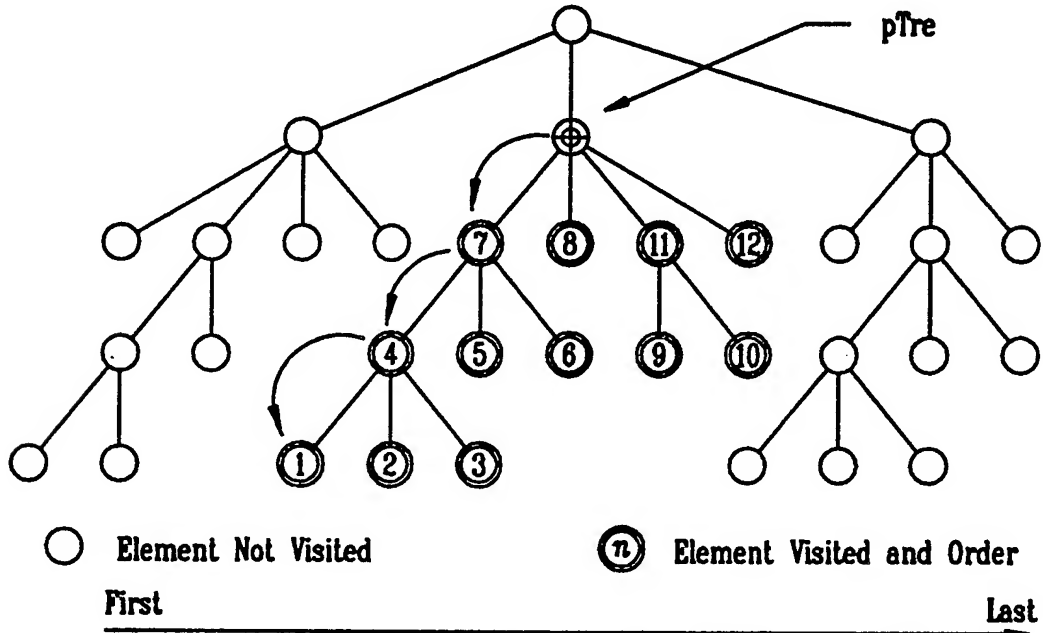 pTre
7 8 11 12
4 5 6 9 10
1 2 3
Element Not Visited
n Element Visited and Order
First Last